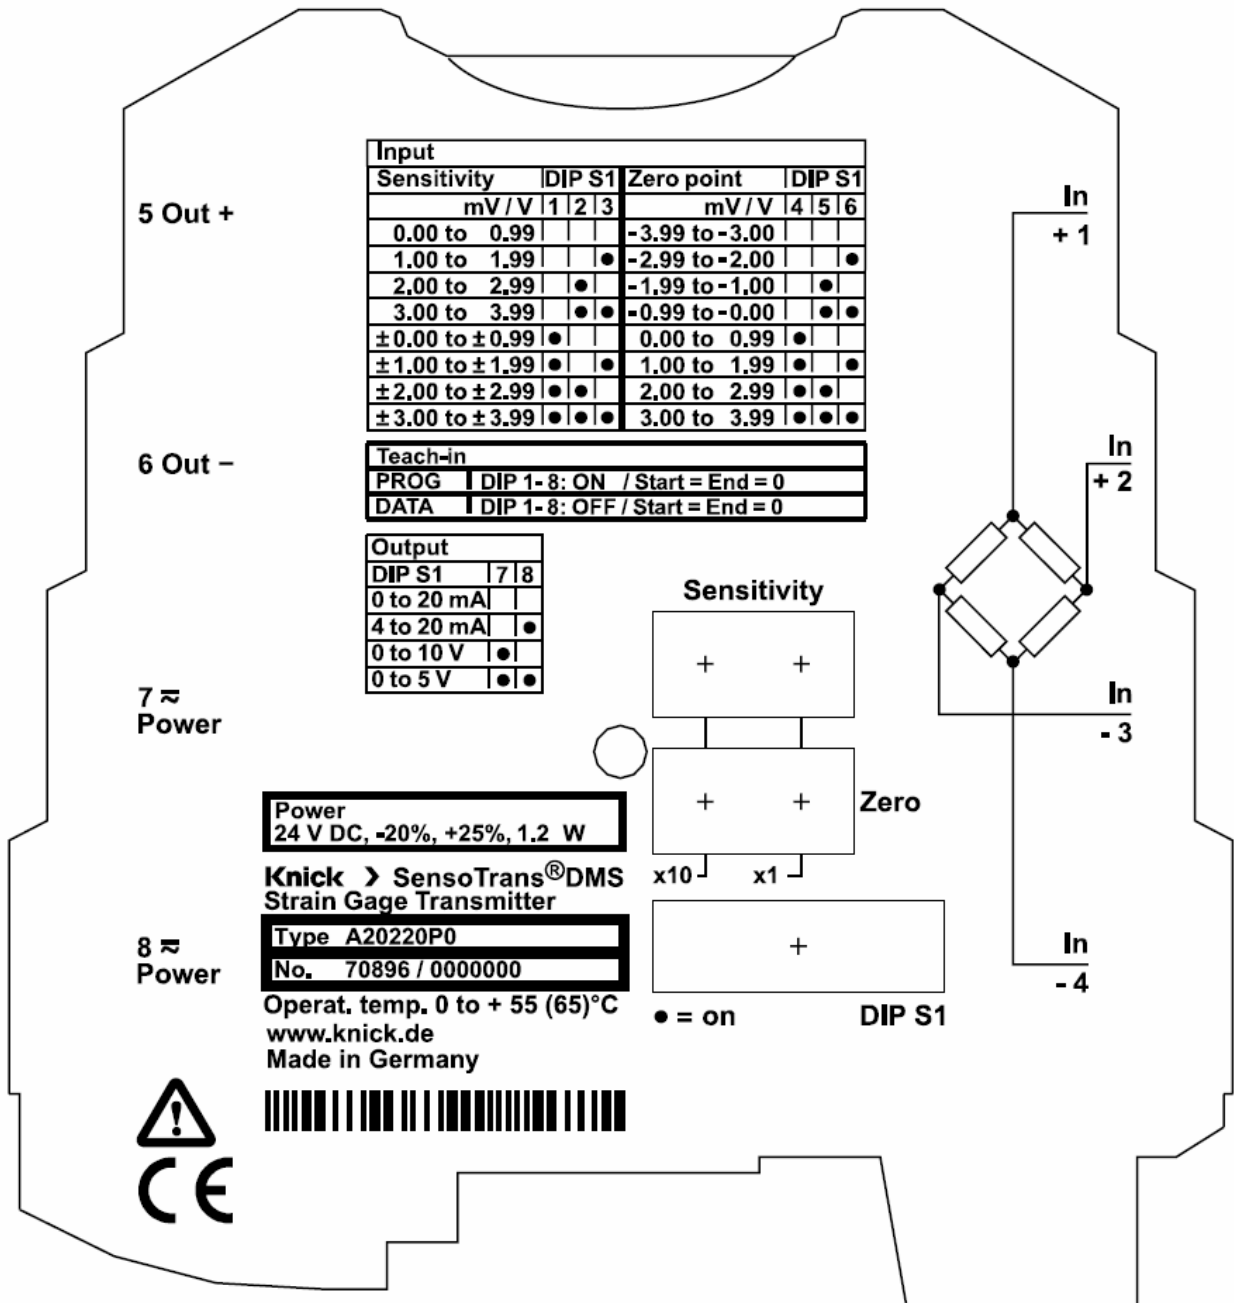 Input
Sensitivity DIP S1 Zero point DIP S1
mV / V 1 2 3 mV / V 4 5 6
0.00 to 0.99 -3.99 to -3.00
1.00 to 1.99 ● -2.99 to -2.00 ●
2.00 to 2.99 ● -1.99 to -1.00 ●
3.00 to 3.99 ● ● -0.99 to -0.00 ● ●
±0.00 to ±0.99 ● 0.00 to 0.99 ●
±1.00 to ±1.99 ● ● 1.00 to 1.99 ● ●
±2.00 to ±2.99 ● ● 2.00 to 2.99 ● ●
±3.00 to ±3.99 ● ● ● 3.00 to 3.99 ● ● ●
Teach-in
PROG DIP 1-8: ON / Start = End = 0
DATA DIP 1-8: OFF / Start = End = 0
Output
DIP S1 7 8
0 to 20 mA
4 to 20 mA ●
0 to 10 V ●
0 to 5 V ● ●
5 Out +
6 Out –
7 ≂
Power
8 ≂
Power
In
+ 1
In
+ 2
In
- 3
In
- 4
Sensitivity
Zero
x10 x1
● = on DIP S1
Power
24 V DC, -20%, +25%, 1.2 W
Knick > SensoTrans®DMS
Strain Gage Transmitter
Type A20220P0
No. 70896 / 0000000
Operat. temp. 0 to + 55 (65)°C
www.knick.de
Made in Germany
CE